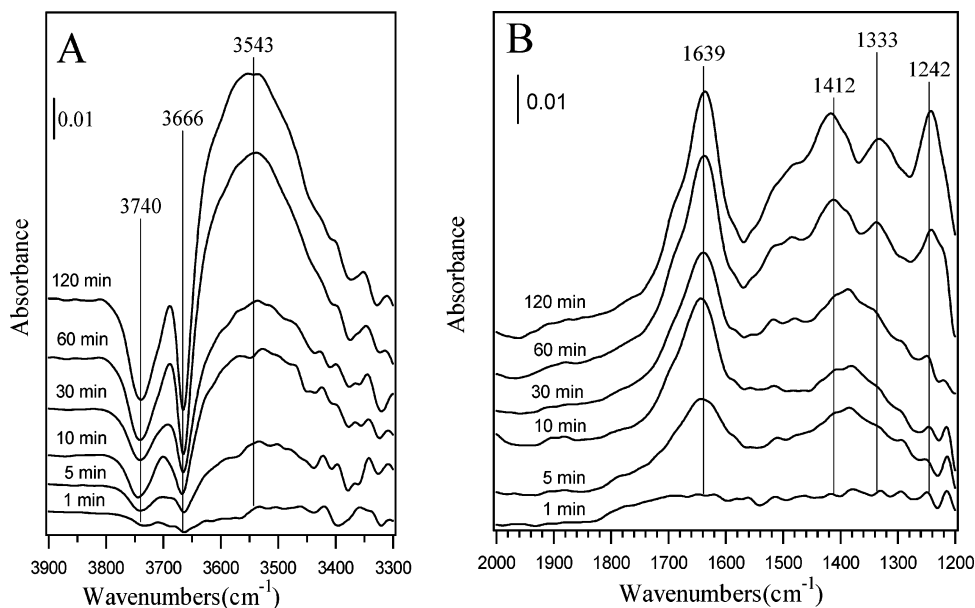 A
3543
0.01
3666
3740
120 min
60 min
30 min
10 min
5 min
1 min
Absorbance
3900 3800 3700 3600 3500 3400 3300
Wavenumbers(cm-1)
B
1333
1639
1412
1242
0.01
120 min
60 min
30 min
10 min
5 min
1 min
Absorbance
2000 1900 1800 1700 1600 1500 1400 1300 1200
Wavenumbers(cm-1)